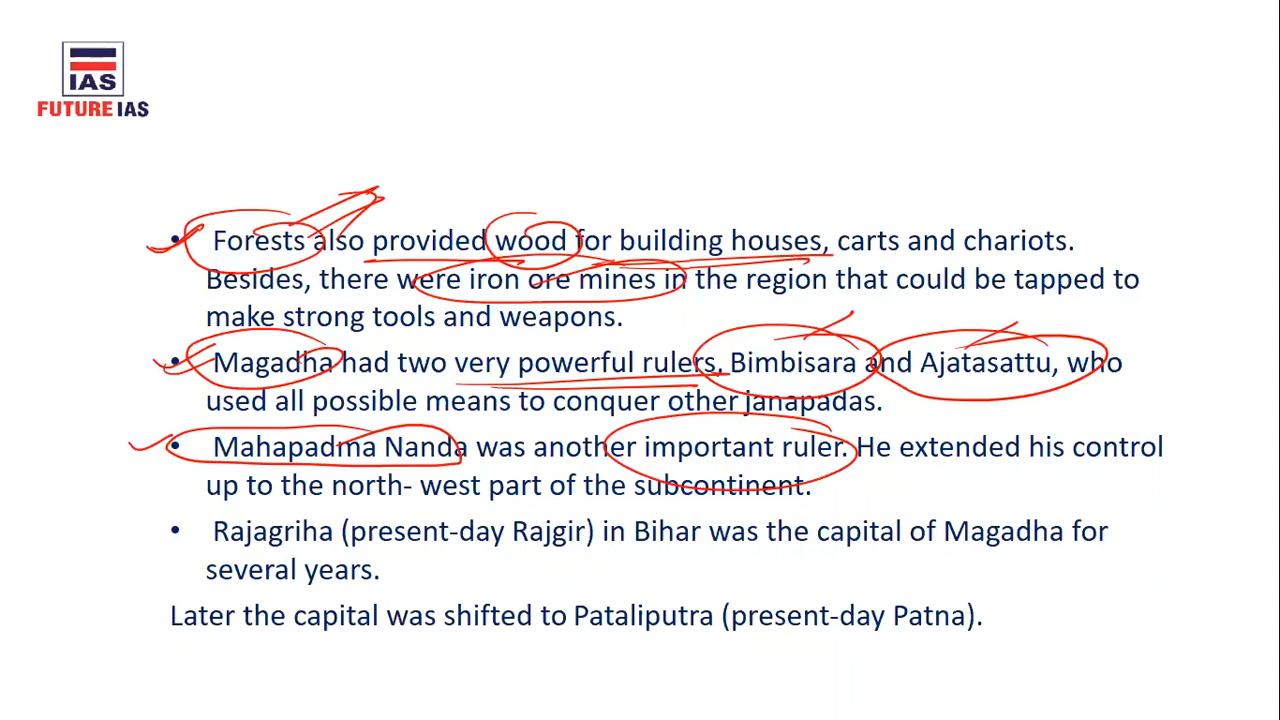 IAS
FUTURE IAS
• Forests also provided wood for building houses, carts and chariots.
Besides, there were iron ore mines in the region that could be tapped to
make strong tools and weapons.
• Magadha had two very powerful rulers, Bimbisara and Ajatasattu, who
used all possible means to conquer other janapadas.
• Mahapadma Nanda was another important ruler. He extended his control
up to the north- west part of the subcontinent.
• Rajagriha (present-day Rajgir) in Bihar was the capital of Magadha for
several years.
Later the capital was shifted to Pataliputra (present-day Patna).